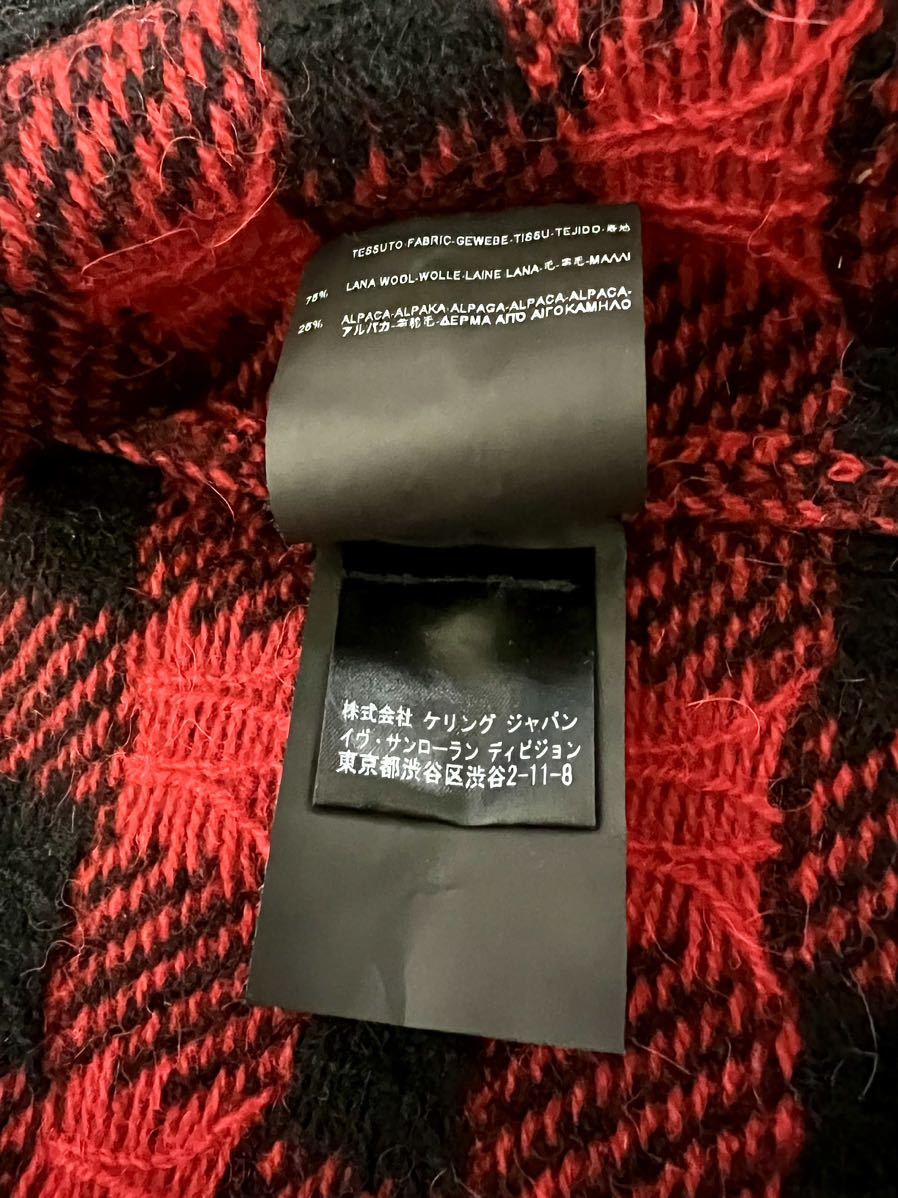 TESSUTO-FABRIC-GEWEBE-TISSU-TEJIDO-
75% LANA WOOL-WOLLE-LAINE LANA-毛-羊毛-ΜΑΛΛΙ
25% ALPACA-ALPAKA-ALPAGA-ALPACA-ALPACA-
アルパカ-羊驼毛-ΔΕΡΜΑ ΑΠΟ ΑΙΓΟΚΑΜΗΛΟ
株式会社 ケリング ジャパン
イヴ・サンローラン ディビジョン
東京都渋谷区渋谷2-11-8